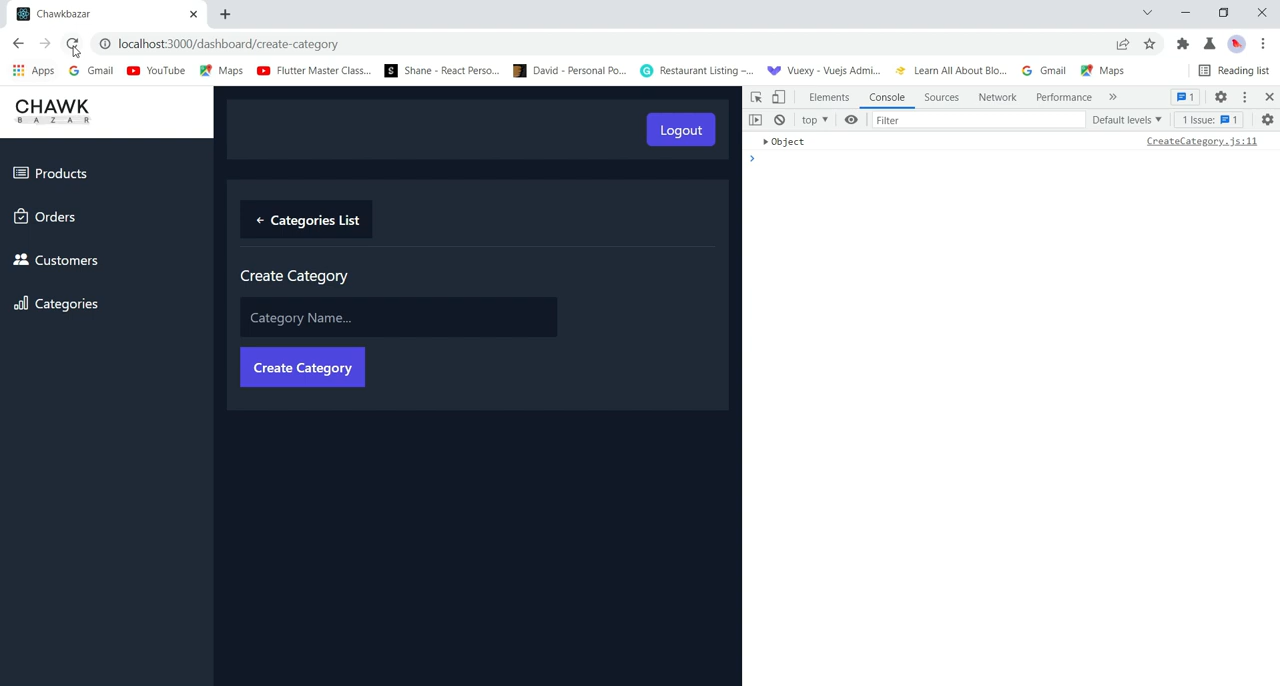 Chawkbazar
localhost:3000/dashboard/create-category
Apps Gmail YouTube Maps Flutter Master Class... Shane - React Perso... David - Personal Po... Restaurant Listing –... Vuexy - Vuejs Admi... Learn All About Blo... Gmail Maps Reading list
CHAWK
BAZAR
Logout
Products
Orders
Customers
Categories
← Categories List
Create Category
Category Name...
Create Category
Elements Console Sources Network Performance » 1
top ▼ Filter Default levels ▼ 1 Issue: 1
Object CreateCategory.js:11